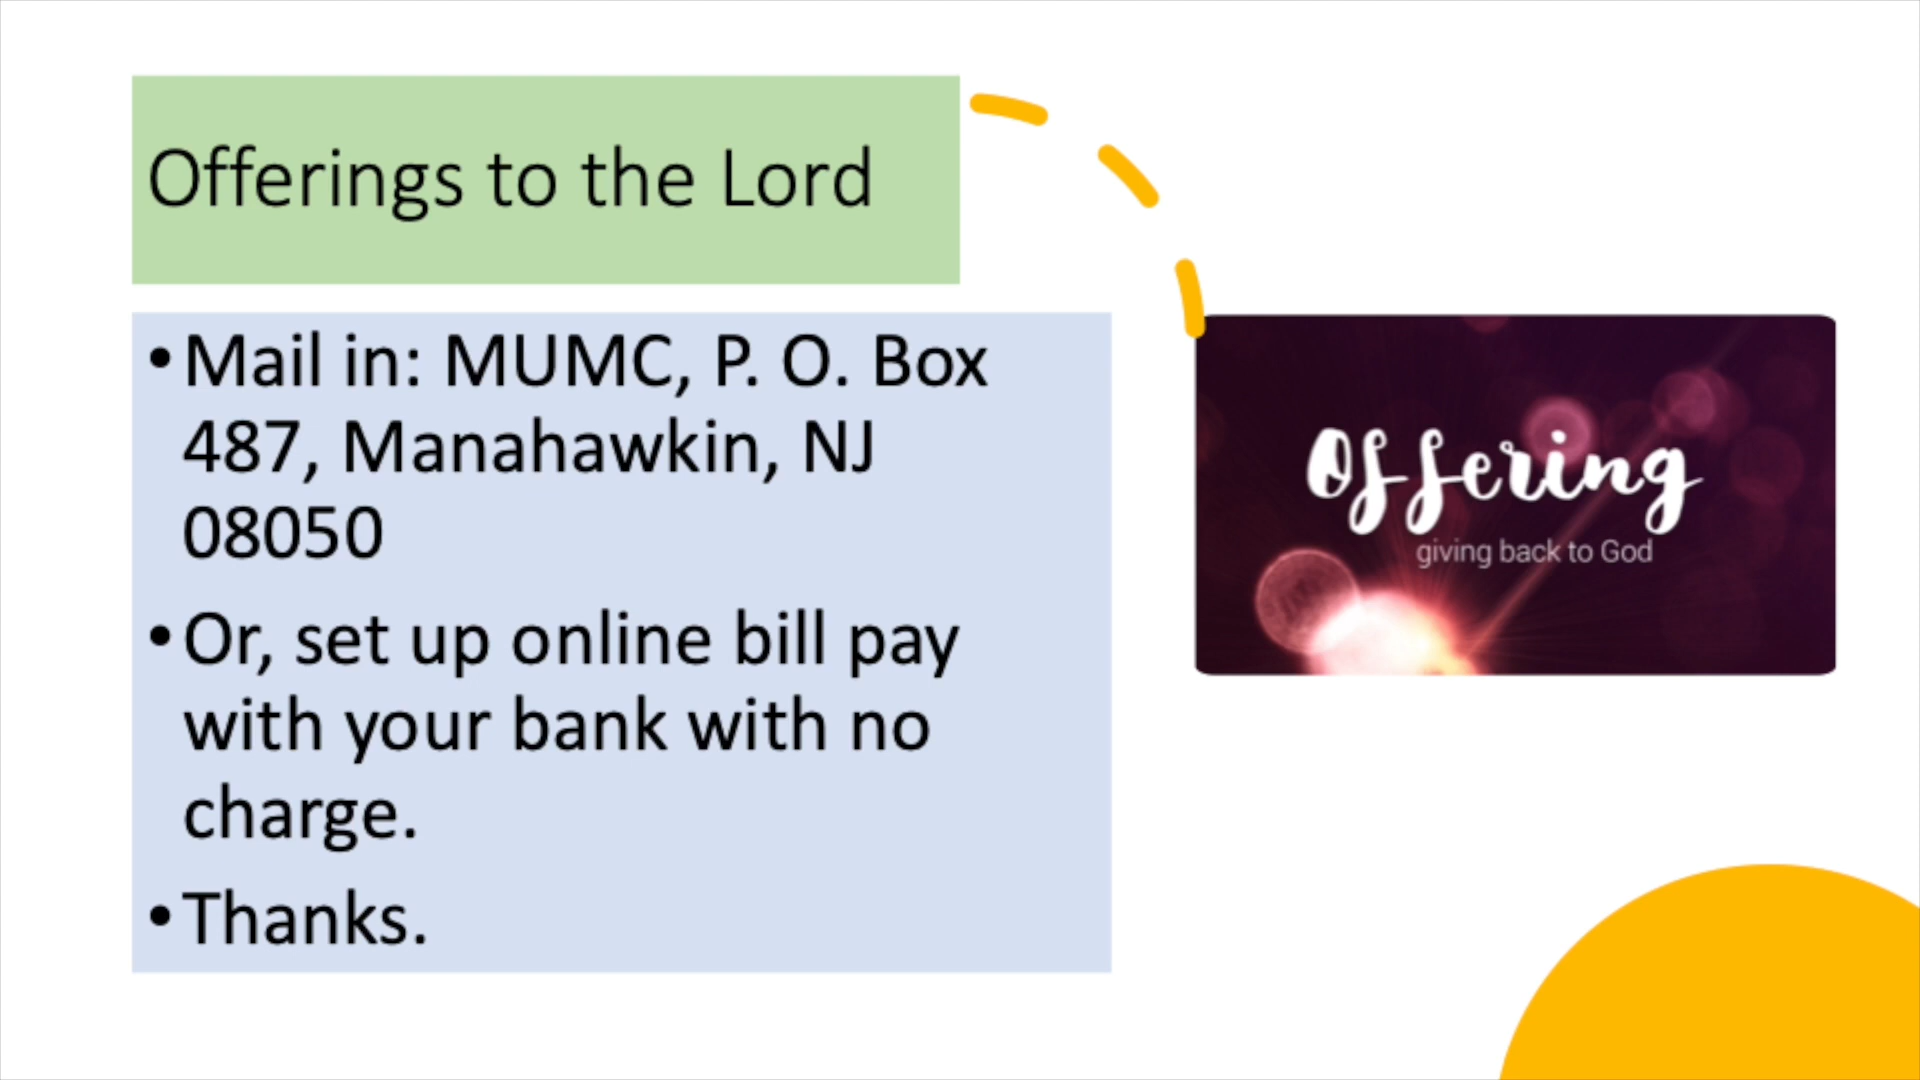 Offerings to the Lord
•Mail in: MUMC, P. O. Box
487, Manahawkin, NJ
08050
•Or, set up online bill pay
with your bank with no
charge.
•Thanks.
Offering
giving back to God